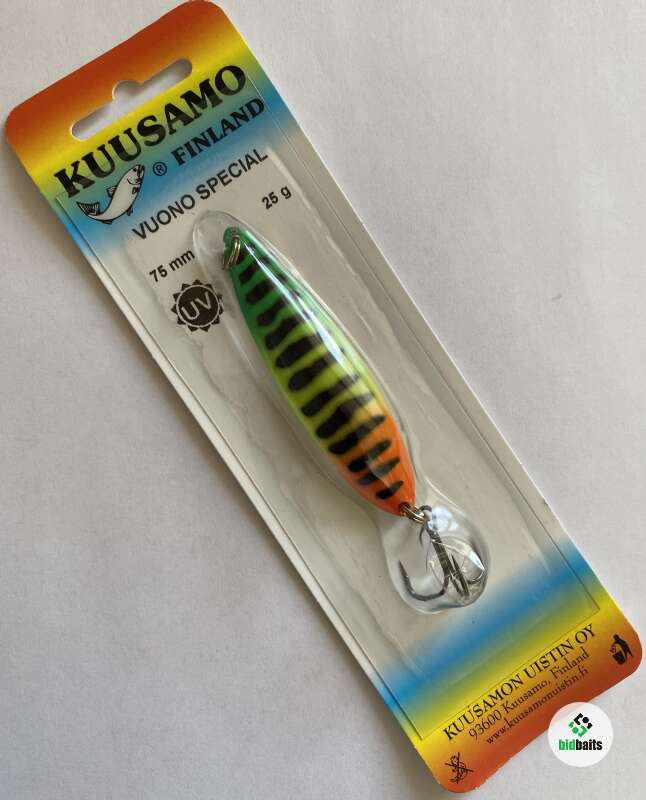 KUUSAMO
® FINLAND
VUONO SPECIAL
75 mm 25 g
UV
KUUSAMON UISTIN OY
93600 Kuusamo, Finland
www.kuusamonuistin.fi
bidbaits